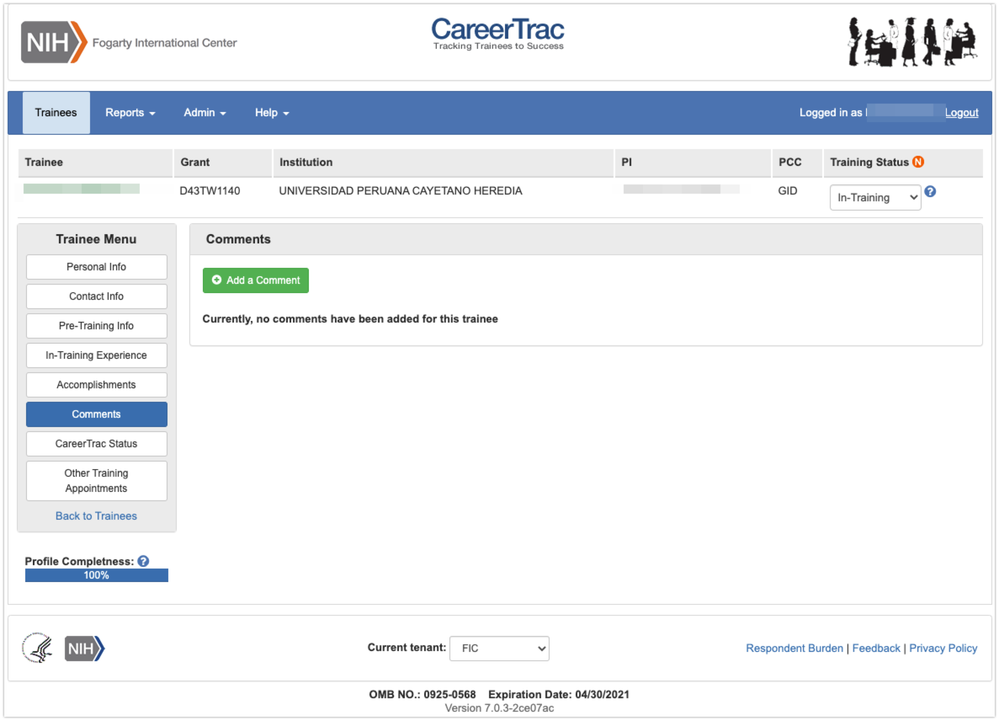 NIH Fogarty International Center
CareerTrac
Tracking Trainees to Success
Trainees Reports Admin Help Logged in as Logout
Trainee Grant Institution PI PCC Training Status N
D43TW1140 UNIVERSIDAD PERUANA CAYETANO HEREDIA GID In-Training ?
Trainee Menu
Personal Info
Contact Info
Pre-Training Info
In-Training Experience
Accomplishments
Comments
CareerTrac Status
Other Training
Appointments
Back to Trainees
Comments
Add a Comment
Currently, no comments have been added for this trainee
Profile Completness: ?
100%
NIH
Current tenant: FIC
Respondent Burden | Feedback | Privacy Policy
OMB NO.: 0925-0568 Expiration Date: 04/30/2021
Version 7.0.3-2ce07ac